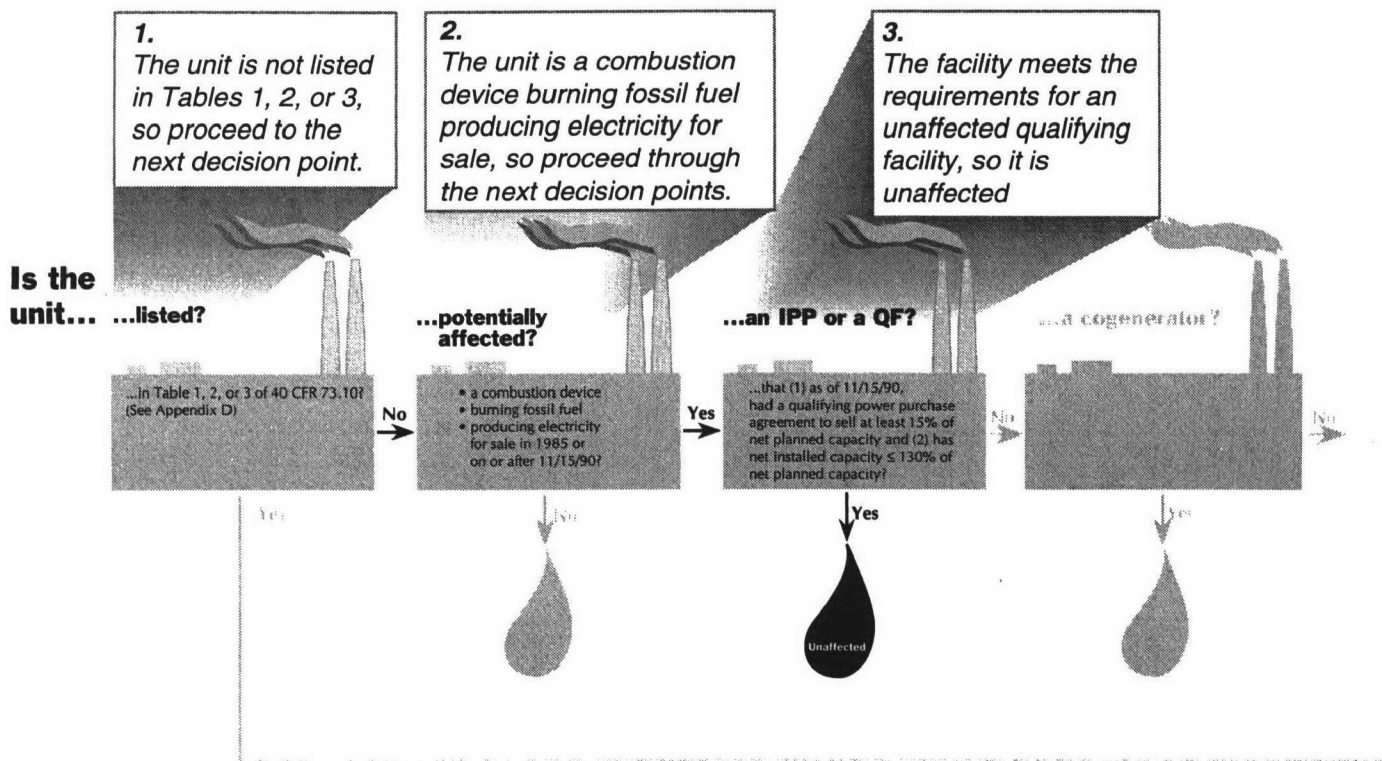 1.
The unit is not listed
in Tables 1, 2, or 3,
so proceed to the
next decision point.
2.
The unit is a combustion
device burning fossil fuel
producing electricity for
sale, so proceed through
the next decision points.
3.
The facility meets the
requirements for an
unaffected qualifying
facility, so it is
unaffected
Is the
unit...
...listed?
...potentially
affected?
...an IPP or a QF?
...a cogenerator?
...in Table 1, 2, or 3 of 40 CFR 73.10?
(See Appendix D)
No
• a combustion device
• burning fossil fuel
• producing electricity
for sale in 1985 or
on or after 11/15/90?
Yes
...that (1) as of 11/15/90,
had a qualifying power purchase
agreement to sell at least 15% of
net planned capacity and (2) has
net installed capacity ≤ 130% of
net planned capacity?
No
No
Yes
No
Yes
Yes
Unaffected